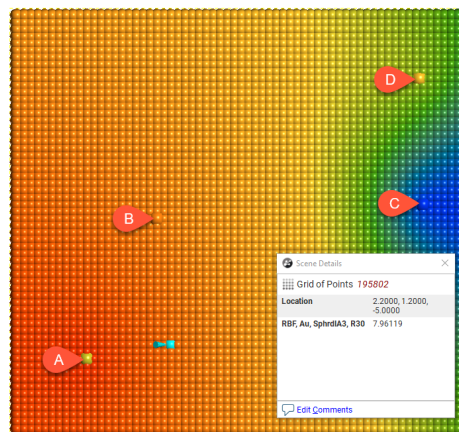 D
C
B
A
Scene Details
Grid of Points 195802
Location 2.2000, 1.2000,
-5.0000
RBF, Au, SphrdlA3, R30 7.96119
Edit Comments